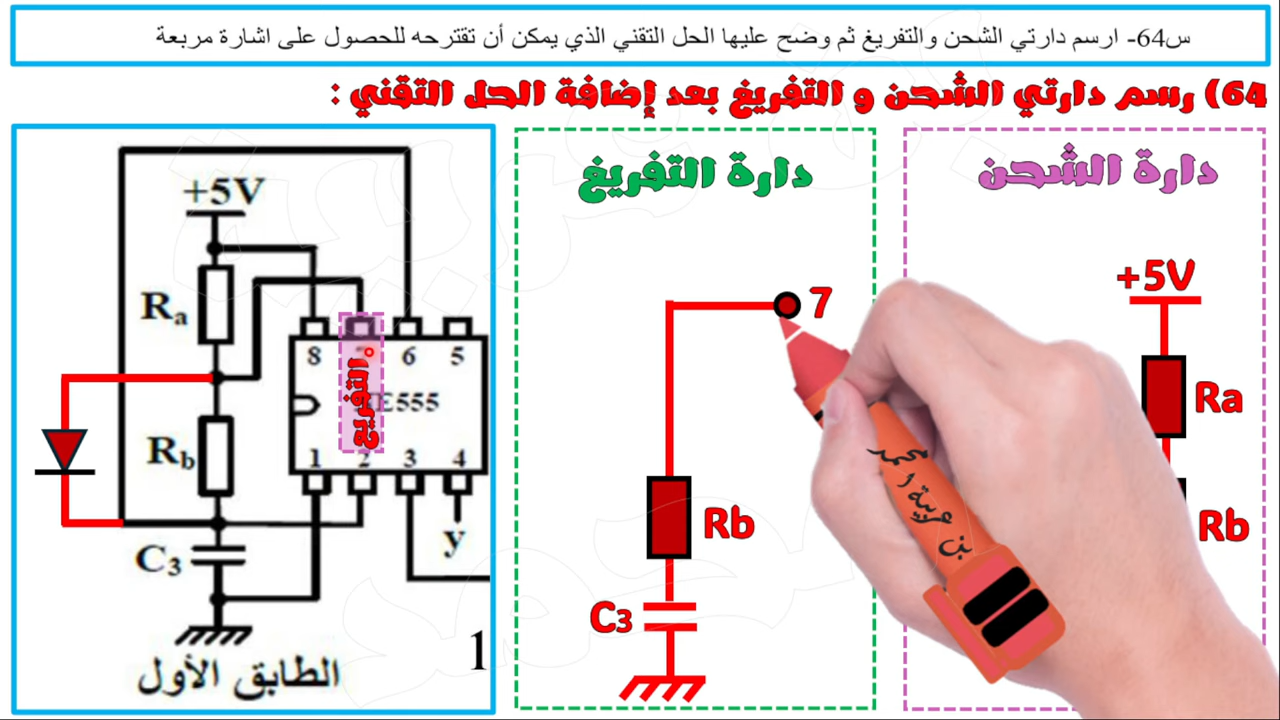 س64- ارسم دارتي الشحن والتفريغ ثم وضح عليها الحل التقني الذي يمكن أن تقترحه للحصول على اشارة مربعة
64) رسم دارتي الشحن و التفريغ بعد إضافة الحل التقني :
دارة الشحن
+5V
Ra
Rb
دارة التفريغ
7
Rb
C3
+5V
Ra
8 6 5
التفريغ
E555
Rb
1 2 3 4
C3
y
الطابق الأول
1